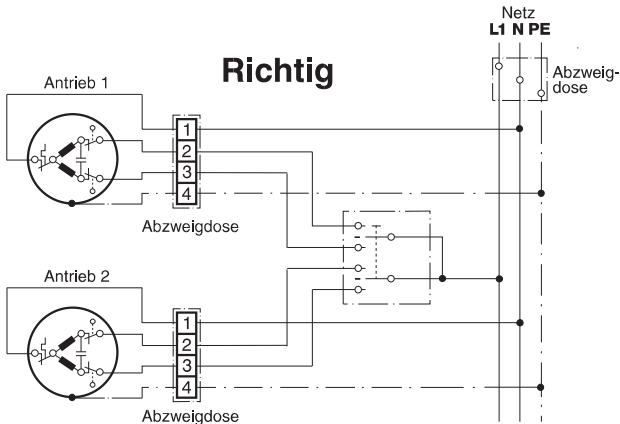 Netz
L1 N PE
Richtig
Abzweig-
dose
Antrieb 1
1
2
3
4
Abzweigdose
Antrieb 2
1
2
3
4
Abzweigdose